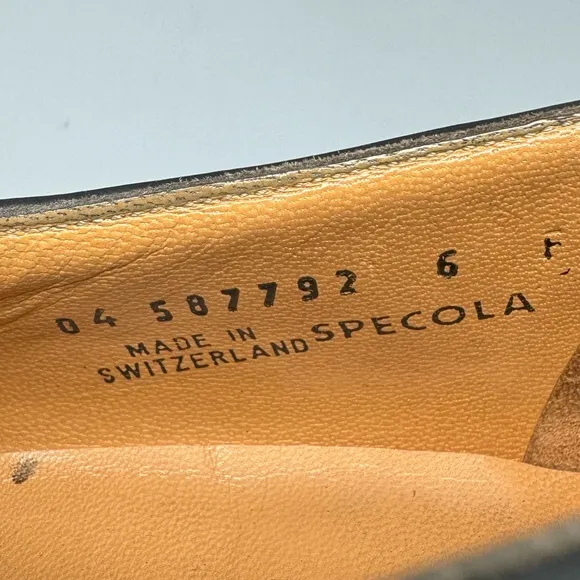 04 587792 6
MADE IN
SWITZERLAND SPECOLA